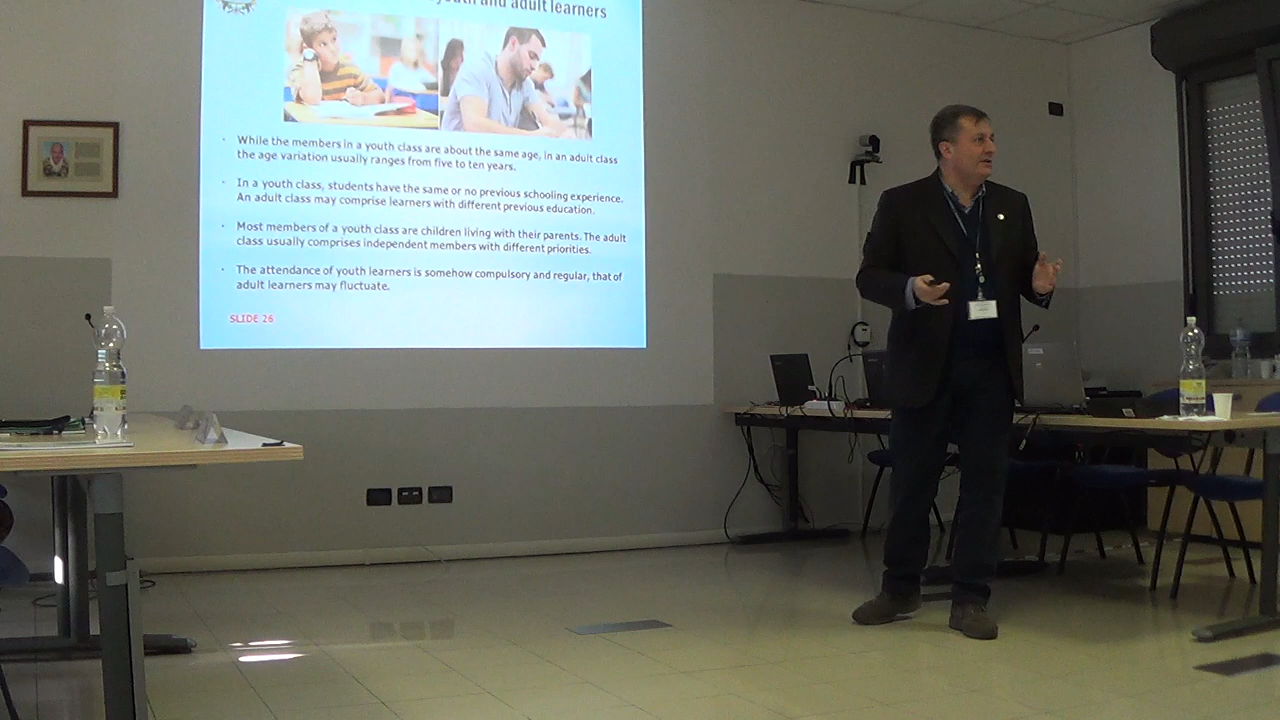 youth and adult learners
While the members in a youth class are about the same age, in an adult class
the age variation usually ranges from five to ten years.
In a youth class, students have the same or no previous schooling experience.
An adult class may comprise learners with different previous education.
Most members of a youth class are children living with their parents. The adult
class usually comprises independent members with different priorities.
The attendance of youth learners is somehow compulsory and regular, that of
adult learners may fluctuate.
SLIDE 26